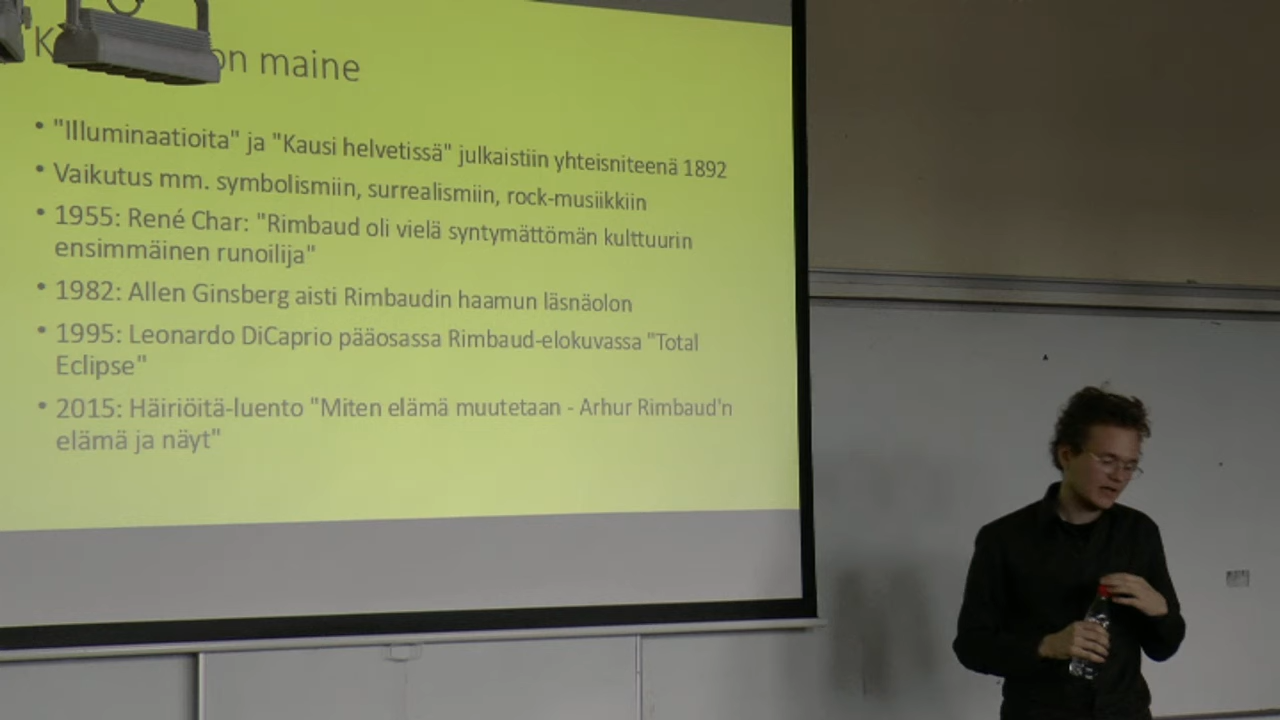 on maine
• "Illuminaatioita" ja "Kausi helvetissä" julkaistiin yhteisniteenä 1892
• Vaikutus mm. symbolismiin, surrealismiin, rock-musiikkiin
• 1955: René Char: "Rimbaud oli vielä syntymättömän kulttuurin
ensimmäinen runoilija"
• 1982: Allen Ginsberg aisti Rimbaudin haamun läsnäolon
• 1995: Leonardo DiCaprio pääosassa Rimbaud-elokuvassa "Total
Eclipse"
• 2015: Häiriöitä-luento "Miten elämä muutetaan - Arhur Rimbaud'n
elämä ja näyt"